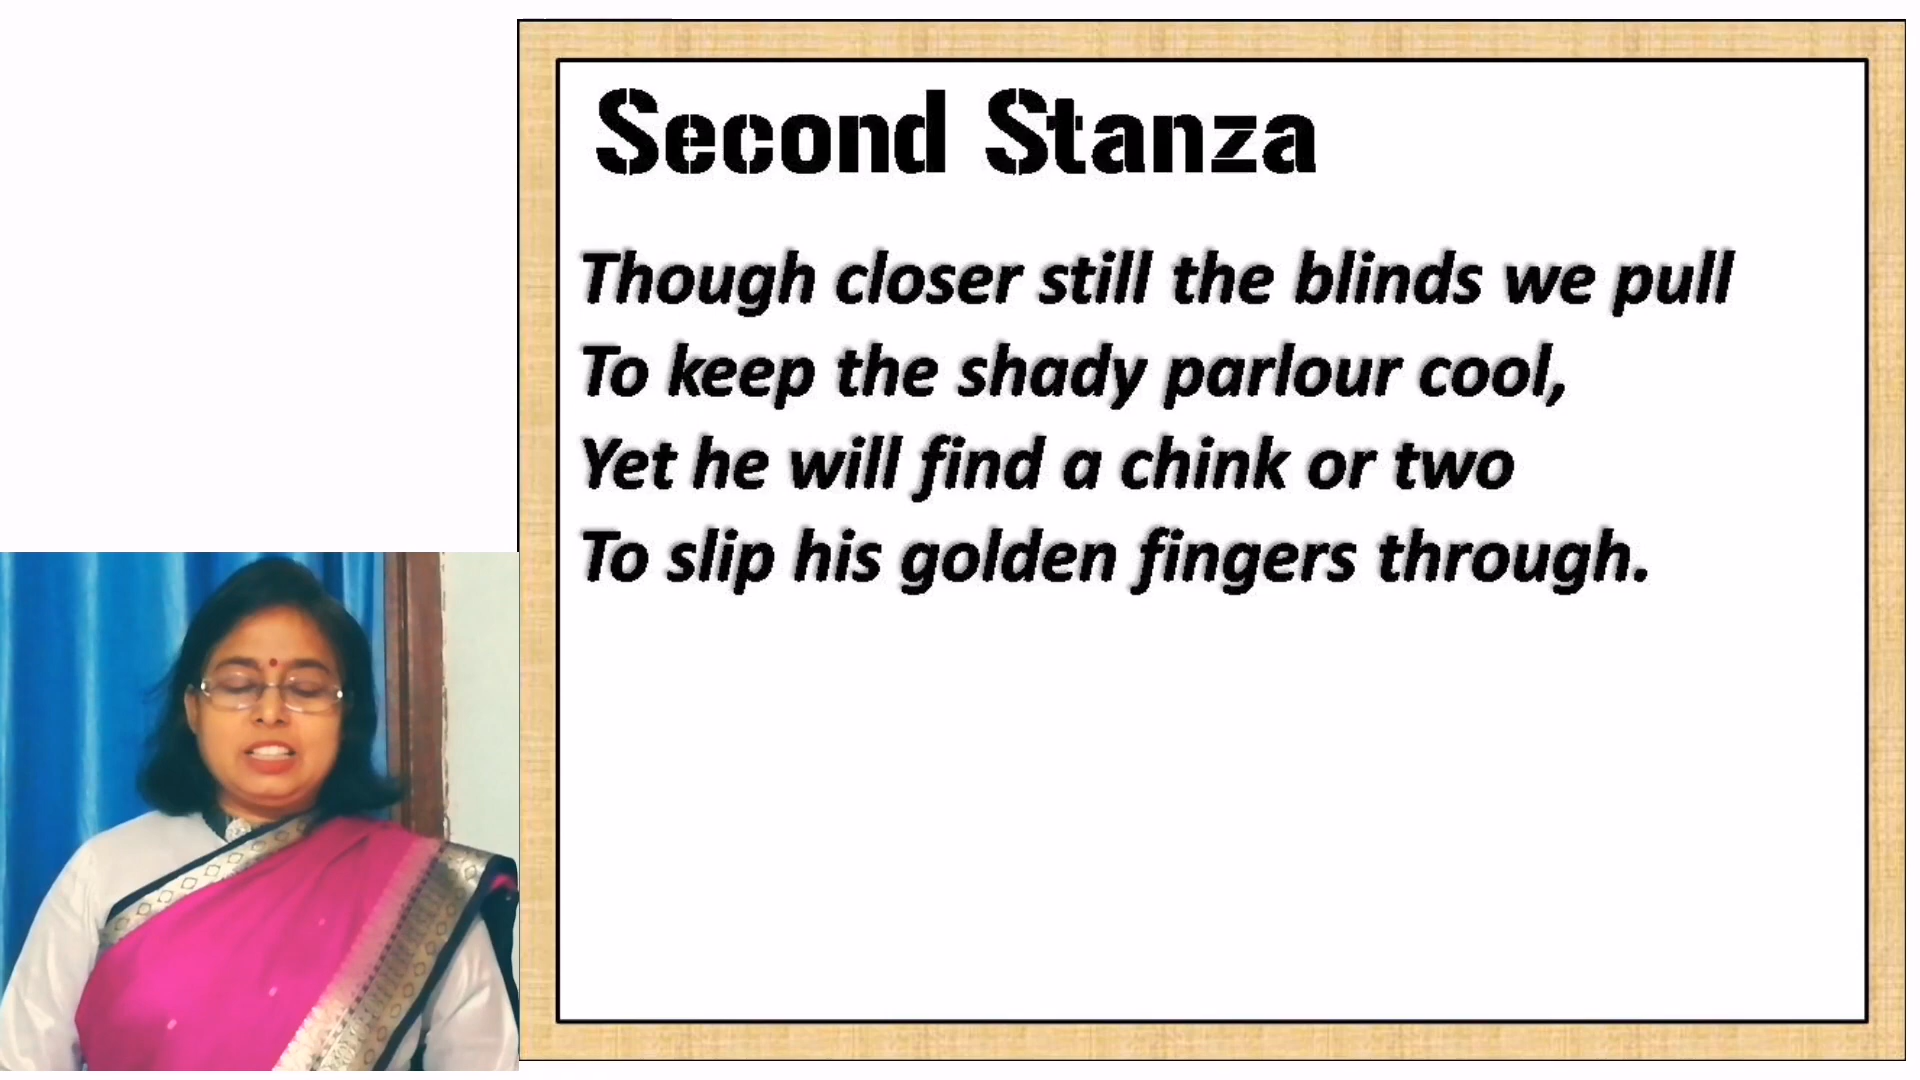 Second Stanza
Though closer still the blinds we pull
To keep the shady parlour cool,
Yet he will find a chink or two
To slip his golden fingers through.